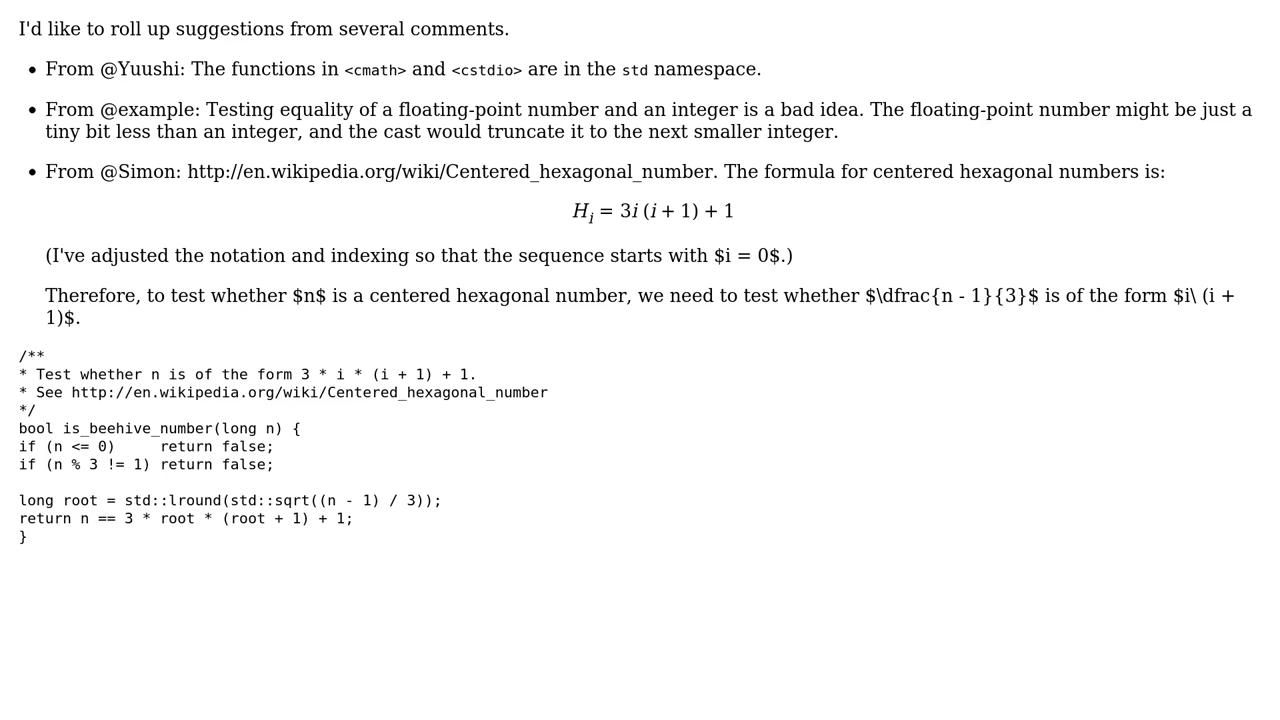 I'd like to roll up suggestions from several comments.
• From @Yuushi: The functions in <cmath> and <cstdio> are in the std namespace.
• From @example: Testing equality of a floating-point number and an integer is a bad idea. The floating-point number might be just a
tiny bit less than an integer, and the cast would truncate it to the next smaller integer.
• From @Simon: http://en.wikipedia.org/wiki/Centered_hexagonal_number. The formula for centered hexagonal numbers is:
H_i = 3i (i + 1) + 1
(I've adjusted the notation and indexing so that the sequence starts with $i = 0$.)
Therefore, to test whether $n$ is a centered hexagonal number, we need to test whether $\dfrac{n - 1}{3}$ is of the form $i\ (i +
1)$.
/**
* Test whether n is of the form 3 * i * (i + 1) + 1.
* See http://en.wikipedia.org/wiki/Centered_hexagonal_number
*/
bool is_beehive_number(long n) {
if (n <= 0)     return false;
if (n % 3 != 1) return false;
long root = std::lround(std::sqrt((n - 1) / 3));
return n == 3 * root * (root + 1) + 1;
}